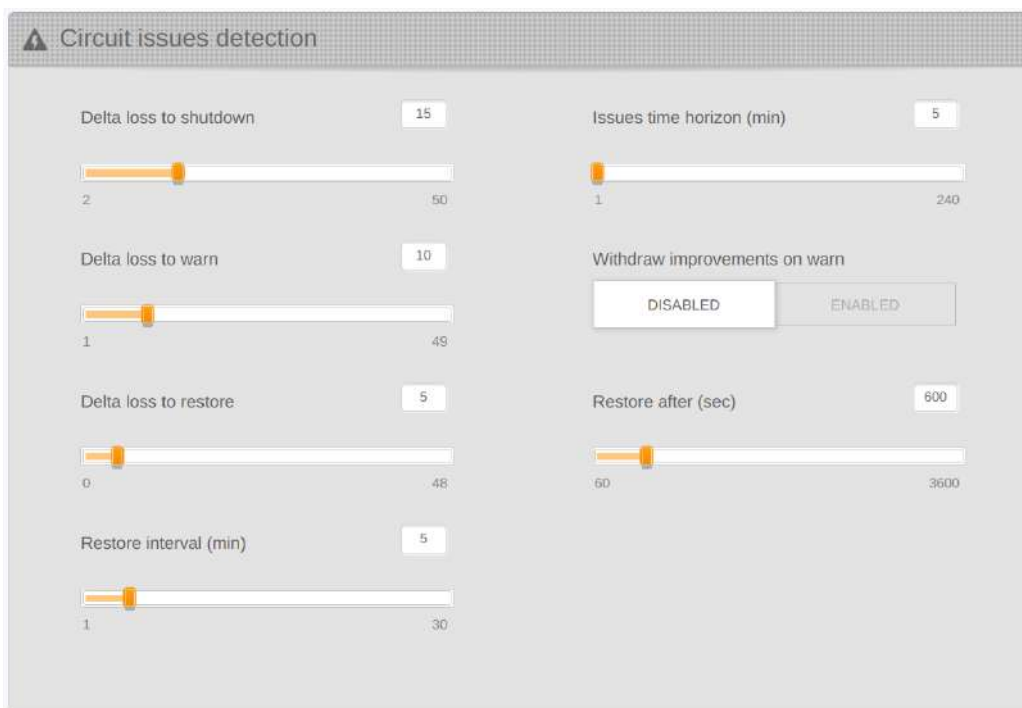 Circuit issues detection
Delta loss to shutdown 15
2 50
Delta loss to warn 10
1 49
Delta loss to restore 5
0 48
Restore interval (min) 5
1 30
Issues time horizon (min) 5
1 240
Withdraw improvements on warn
DISABLED ENABLED
Restore after (sec) 600
60 3600